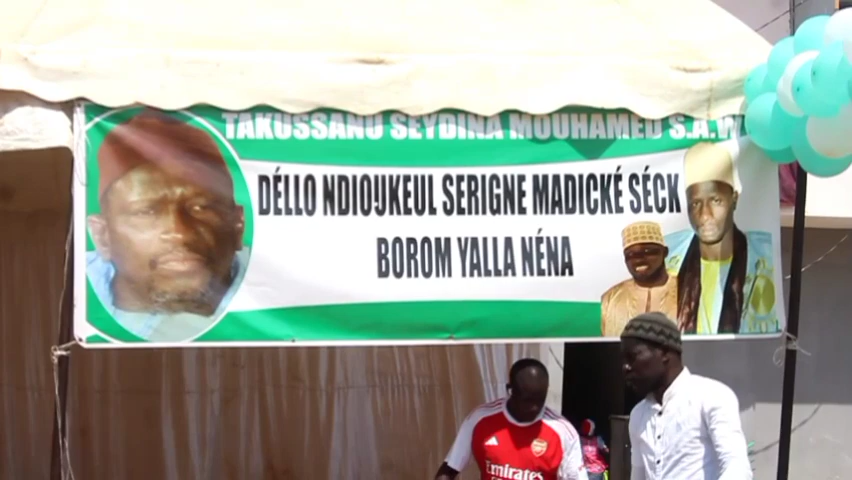 TAKUSSANU SEYDINA MOUHAMED S.A.W
DÉLLO NDIOUKEUL SERIGNE MADICKÉ SÉCK
BOROM YALLA NÉNA
Emirates